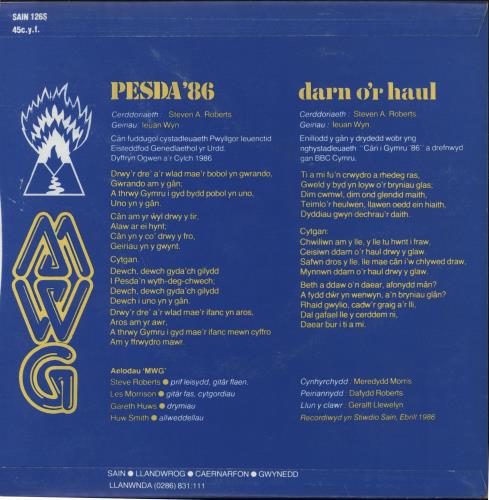 SAIN 126S
45c.y.f.
MWG
PESDA '86
Cerddoriaeth : Steven A. Roberts
Geiriau : Ieuan Wyn
Cân fuddugol cystadleuaeth Pwyllgor Ieuenctid
Eisteddfod Genedlaethol yr Urdd.
Dyffryn Ogwen a'r Cylch 1986
Drwy'r dre' a'r wlad mae'r bobol yn gwrando,
Gwrando am y gân;
A thrwy Gymru i gyd bydd pobol yn uno,
Uno yn y gân.
Cân am yr ŵyl drwy y tir,
Alaw ar ei hynt;
Cân yn y co' drwy y fro,
Geiriau yn y gwynt.
Cytgan.
Dewch, dewch gyda'ch gilydd
I Pesda'n wyth-deg-chwech;
Dewch, dewch gyda'ch gilydd
Dewch i uno yn y gân.
Drwy'r dre' a'r wlad mae'r ifanc yn aros,
Aros am yr awr,
A thrwy Gymru i gyd mae'r ifanc mewn cyffro
Am y ffrwydro mawr.
Aelodau 'MWG'
Steve Roberts ● prif leisydd, gitâr flaen.
Les Morrison ● gitâr fas, cytgordiau
Gareth Huws ● drymiau
Huw Smith ● allweddellau
darn o'r haul
Cerddoriaeth : Steven A. Roberts
Geiriau : Ieuan Wyn.
Enillodd y gân y drydedd wobr yng
nghystadleuaeth "Cân i Gymru '86" a drefnwyd
gan BBC Cymru.
Ti a mi fu'n crwydro a rhedeg ras,
Gweld y byd yn loyw o'r bryniau glas;
Dim cwmwl, dim ond glendid maith,
Teimlo'r heulwen, llawen oedd ein hiaith,
Dyddiau gwyn dechrau'r daith.
Cytgan:
Chwiliwn am y lle, y lle tu hwnt i fraw,
Ceisiwn ddarn o'r haul drwy y glaw.
Safwn dros y lle, lle mae cân i'w chlywed draw,
Mynnwn ddarn o'r haul drwy y glaw.
Beth a ddaw o'n daear, afonydd mân?
A fydd dŵr yn wenwyn, a'n bryniau glân?
Rhaid gwylio, cadw'r graig a'r lli,
Dal gafael lle y cerddem ni,
Daear bur i ti a mi.
Cynhyrchydd : Meredydd Morris
Peiriannydd : Dafydd Roberts
Llun y clawr : Gerallt Llewelyn
Recordiwyd yn Stiwdio Sain, Ebrill 1986
SAIN ● LLANDWROG ● CAERNARFON ● GWYNEDD
LLANWNDA (0286) 831:111